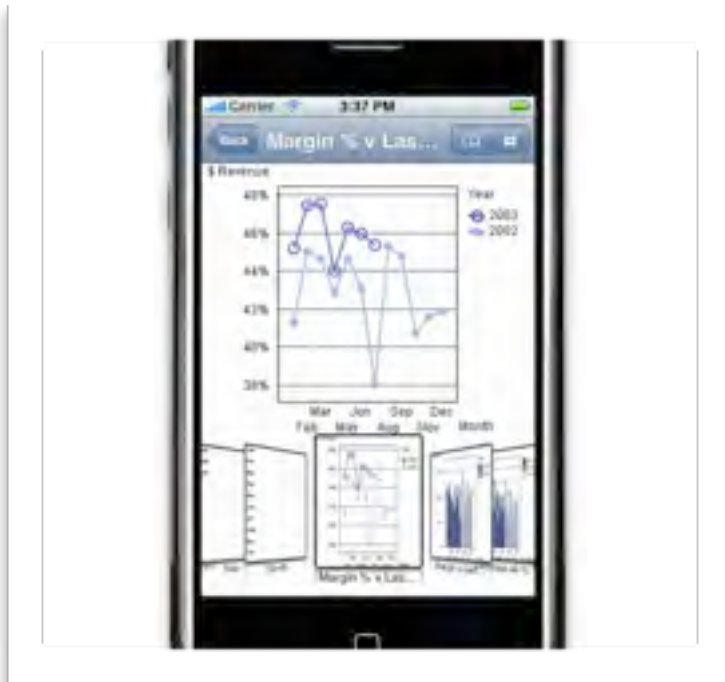 Carrier 3:37 PM
Back Margin % v Las...
$ Revenue
48%
46%
44%
42%
40%
38%
Year
2003
2002
Mar Jun Sep Dec
Feb May Aug Nov Month
Margin % v Las...